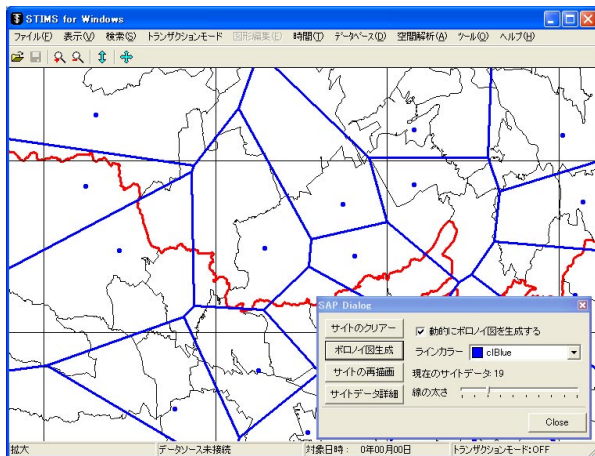 STIMS for Windows
ファイル(F) 表示(V) 検索(S) トランザクションモード 図形編集(E) 時間(T) データベース(D) 空間解析(A) ツール(Q) ヘルプ(H)
SAP Dialog
サイトのクリアー
動的にボロノイ図を生成する
ボロノイ図生成
ラインカラー clBlue
サイトの再描画
現在のサイトデータ:19
サイトデータ詳細
線の太さ
Close
拡大 データソース未接続 対象日時: 0年00月00日 トランザクションモード:OFF